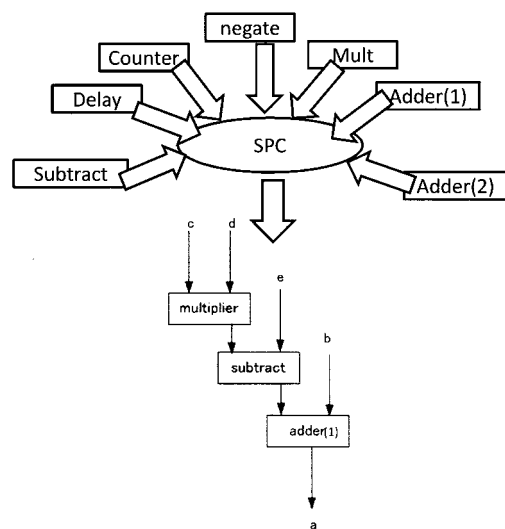 negate
Counter
Mult
Delay
Adder(1)
SPC
Subtract
Adder(2)
c
d
e
multiplier
b
subtract
adder(1)
a